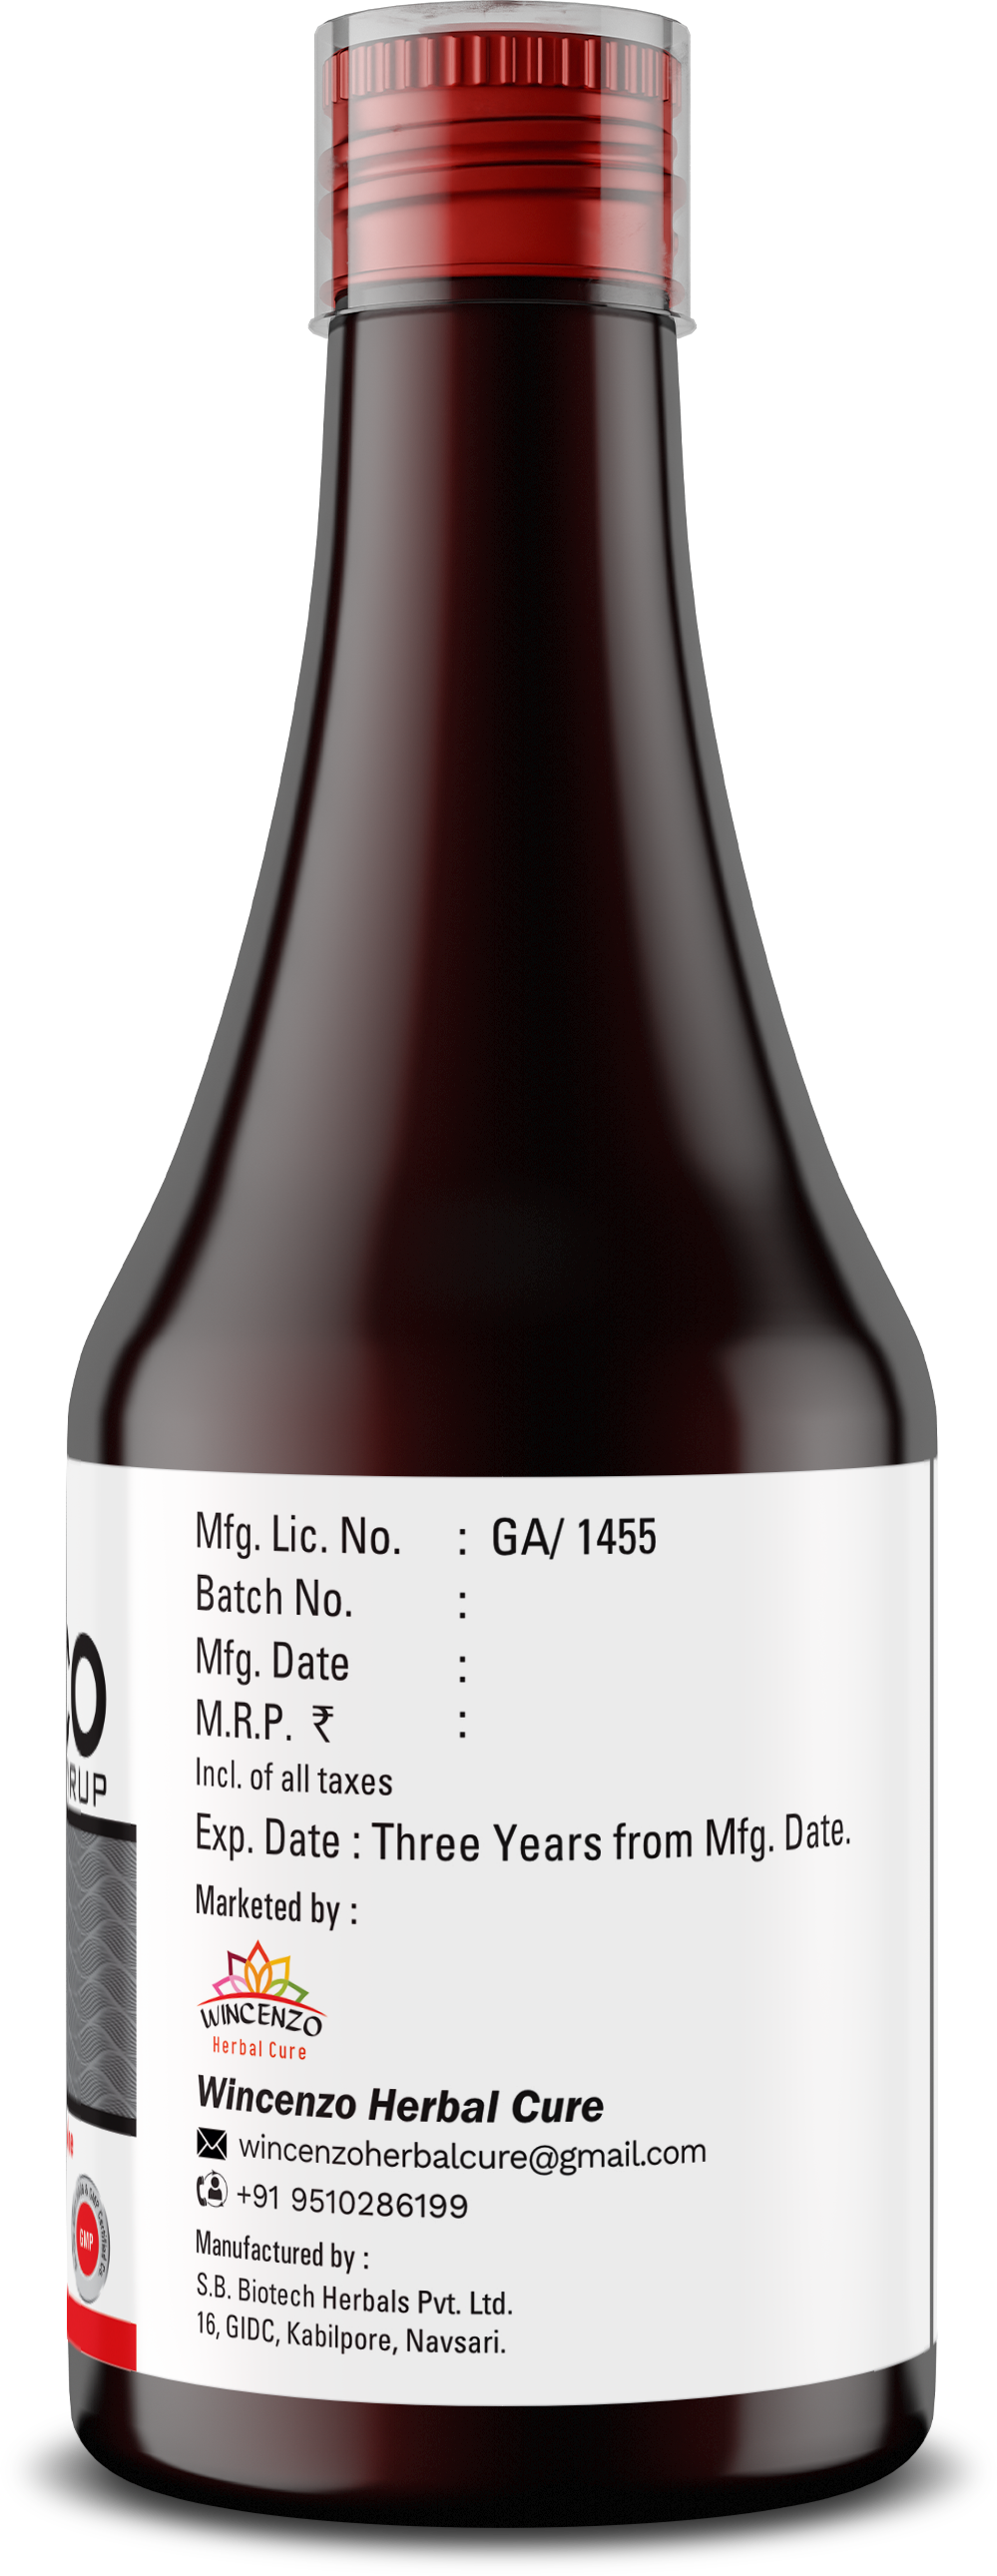 Mfg. Lic. No. : GA/ 1455
Batch No. :
Mfg. Date :
M.R.P. ₹ :
Incl. of all taxes
Exp. Date : Three Years from Mfg. Date.
Marketed by :
WINCENZO
Herbal Cure
Wincenzo Herbal Cure
wincenzoherbalcure@gmail.com
+91 9510286199
Manufactured by :
S.B. Biotech Herbals Pvt. Ltd.
16, GIDC, Kabilpore, Navsari.
GMP